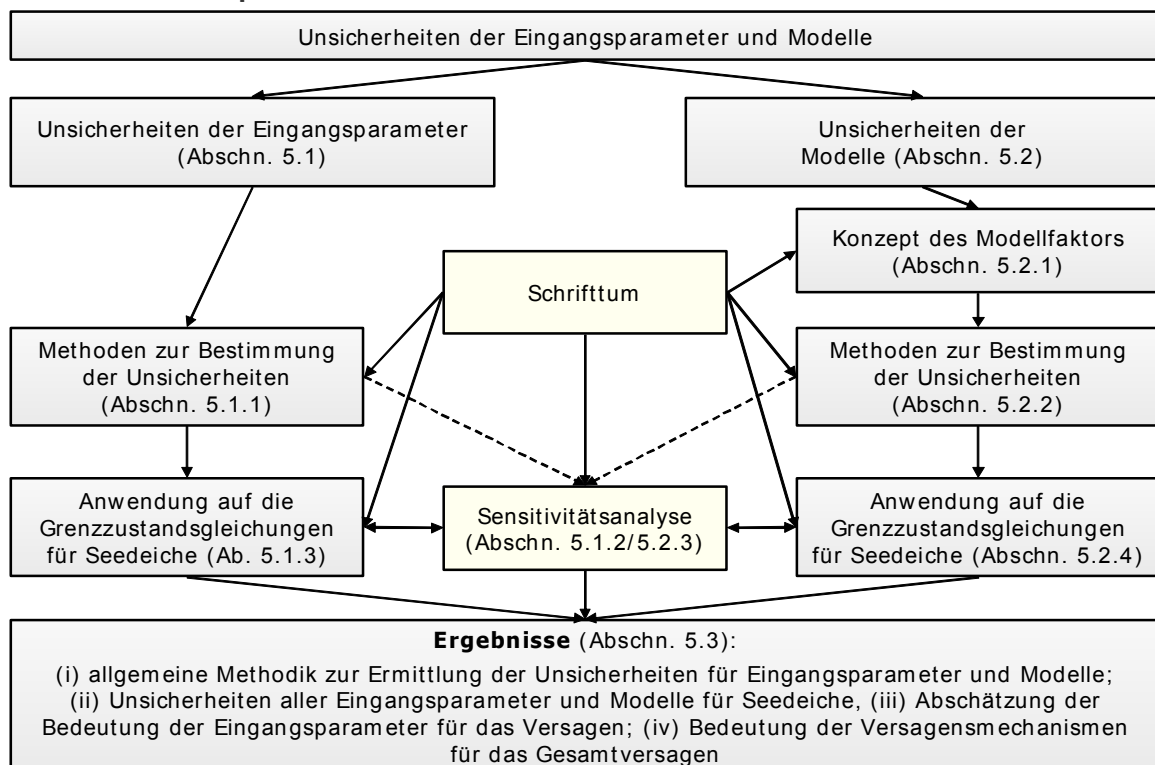 Unsicherheiten der Eingangsparameter und Modelle
Unsicherheiten der Eingangsparameter
(Abschn. 5.1)
Unsicherheiten der
Modelle (Abschn. 5.2)
Konzept des Modellfaktors
(Abschn. 5.2.1)
Schrifttum
Methoden zur Bestimmung
der Unsicherheiten
(Abschn. 5.1.1)
Methoden zur Bestimmung
der Unsicherheiten
(Abschn. 5.2.2)
Anwendung auf die
Grenzzustandsgleichungen
für Seedeiche (Ab. 5.1.3)
Sensitivitätsanalyse
(Abschn. 5.1.2/5.2.3)
Anwendung auf die
Grenzzustandsgleichungen
für Seedeiche (Abschn. 5.2.4)
Ergebnisse (Abschn. 5.3):
(i) allgemeine Methodik zur Ermittlung der Unsicherheiten für Eingangsparameter und Modelle;
(ii) Unsicherheiten aller Eingangsparameter und Modelle für Seedeiche, (iii) Abschätzung der
Bedeutung der Eingangsparameter für das Versagen; (iv) Bedeutung der Versagensmechanismen
für das Gesamtversagen